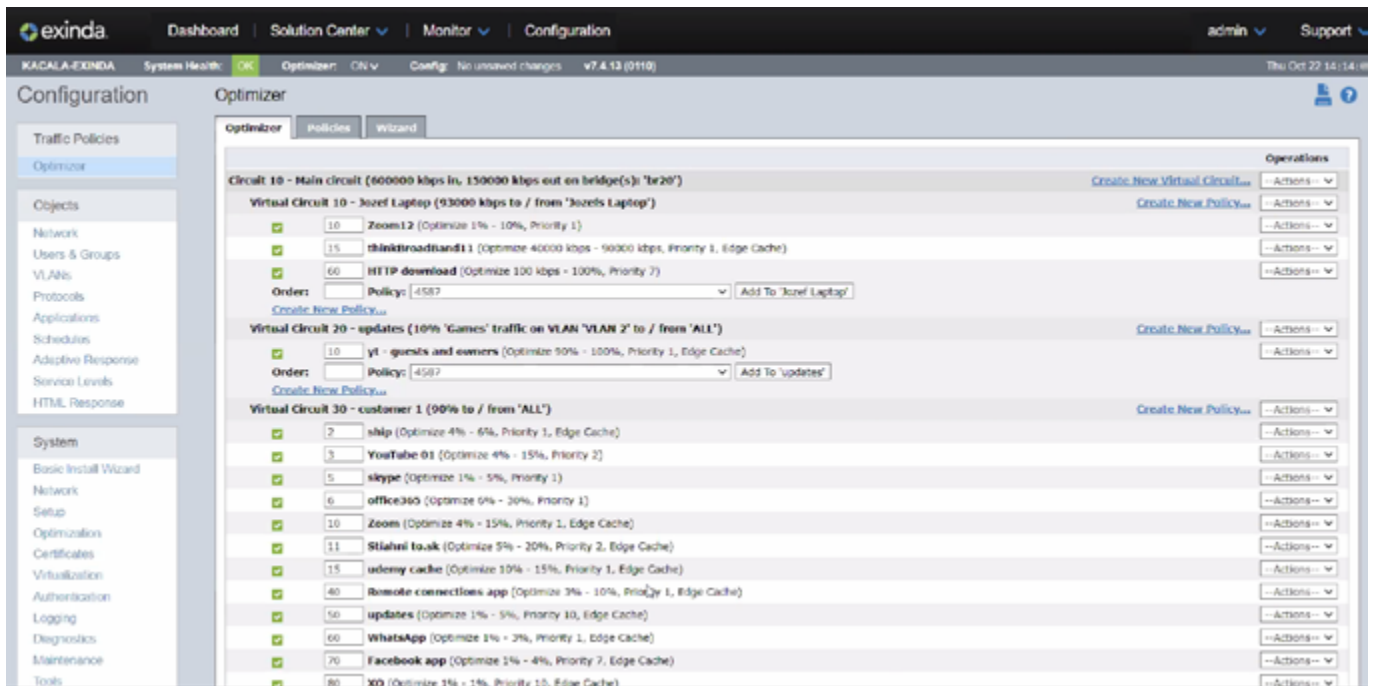 exinda. Dashboard | Solution Center | Monitor | Configuration admin Support
KACALA-EXINDA System Health: OK Optimizer: ON Config: No unsaved changes v7.4.13 (0110) Thu Oct 22 14:14:
Configuration
Traffic Policies
Optimizer
Objects
Network
Users & Groups
VLANs
Protocols
Applications
Schedules
Adaptive Response
Service Levels
HTML Response
System
Basic Install Wizard
Network
Setup
Optimization
Certificates
Virtualization
Authentication
Logging
Diagnostics
Maintenance
Tools
Optimizer
Optimizer Policies Wizard
Operations
Circuit 10 - Main circuit (600000 kbps in, 150000 kbps out on bridge(s): 'br20') Create New Virtual Circuit... --Actions--
Virtual Circuit 10 - Jozef Laptop (93000 kbps to / from 'Jozefs Laptop') Create New Policy... --Actions--
10 Zoom12 (Optimize 1% - 10%, Priority 1) --Actions--
15 thinkBroadBand11 (Optimize 40000 kbps - 90000 kbps, Priority 1, Edge Cache) --Actions--
60 HTTP download (Optimize 100 kbps - 100%, Priority 7) --Actions--
Order: Policy: 4587 Add To 'Jozef Laptop'
Create New Policy...
Virtual Circuit 20 - updates (10% 'Games' traffic on VLAN 'VLAN 2' to / from 'ALL') Create New Policy... --Actions--
10 yt - guests and owners (Optimize 90% - 100%, Priority 1, Edge Cache) --Actions--
Order: Policy: 4587 Add To 'updates'
Create New Policy...
Virtual Circuit 30 - customer 1 (90% to / from 'ALL') Create New Policy... --Actions--
2 ship (Optimize 4% - 6%, Priority 1, Edge Cache) --Actions--
3 YouTube 01 (Optimize 4% - 15%, Priority 2) --Actions--
5 skype (Optimize 1% - 5%, Priority 1) --Actions--
6 office365 (Optimize 6% - 30%, Priority 1) --Actions--
10 Zoom (Optimize 4% - 15%, Priority 1, Edge Cache) --Actions--
11 Stiahni to.sk (Optimize 5% - 20%, Priority 2, Edge Cache) --Actions--
15 udemy cache (Optimize 10% - 15%, Priority 1, Edge Cache) --Actions--
40 Remote connections app (Optimize 3% - 10%, Priority 1, Edge Cache) --Actions--
50 updates (Optimize 1% - 5%, Priority 10, Edge Cache) --Actions--
60 WhatsApp (Optimize 1% - 3%, Priority 1, Edge Cache) --Actions--
70 Facebook app (Optimize 1% - 4%, Priority 7, Edge Cache) --Actions--
80 XO (Optimize 1% - 1%, Priority 10, Edge Cache) --Actions--